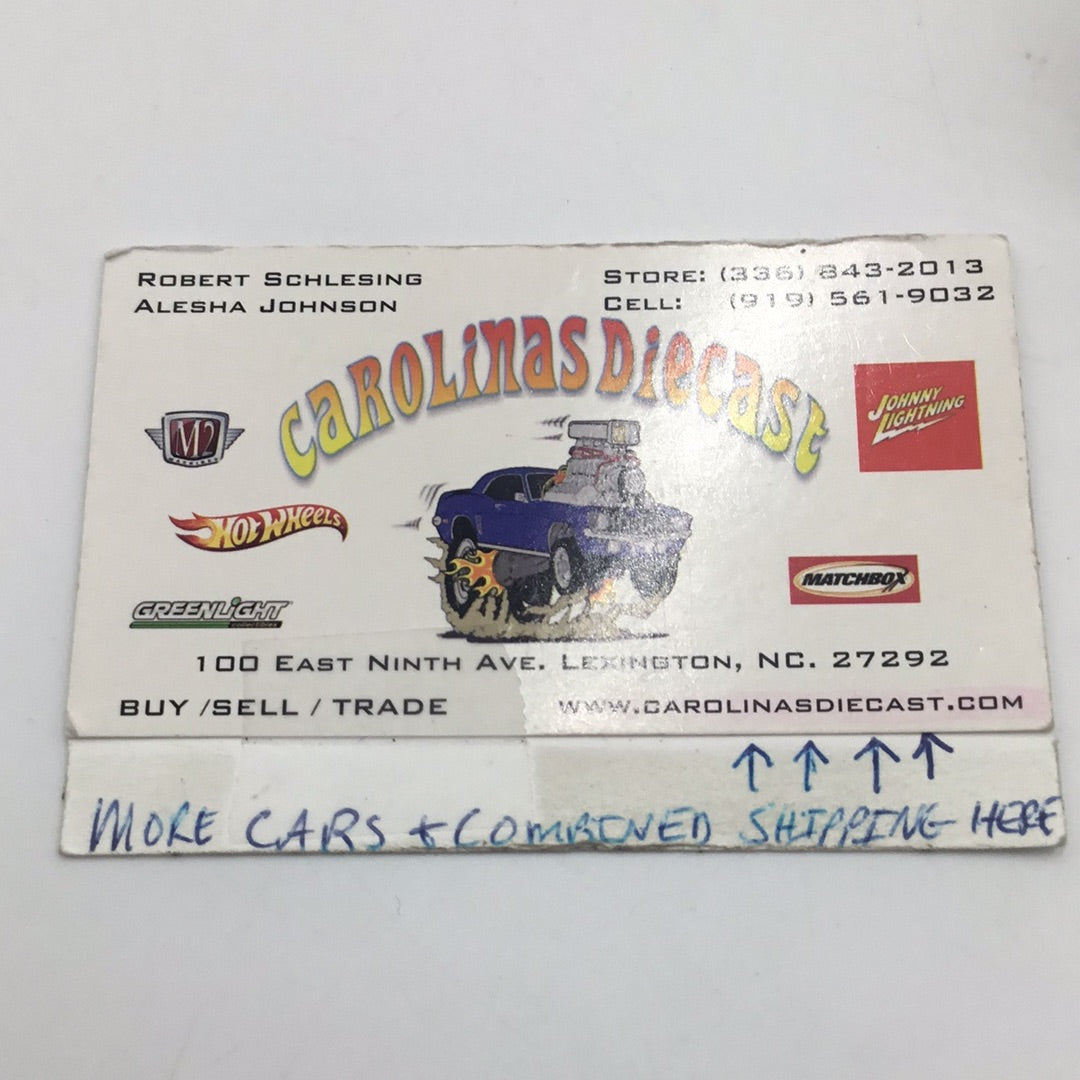 ROBERT SCHLESING
ALESHA JOHNSON
STORE: (336) 843-2013
CELL: (919) 561-9032
CAROLINAS DIECAST
M2
MACHINES
JOHNNY
LIGHTNING
HOT WHEELS
MATCHBOX
GREENLIGHT
collectibles
100 EAST NINTH AVE. LEXINGTON, NC. 27292
BUY /SELL / TRADE
WWW.CAROLINASDIECAST.COM
MORE CARS & COMBINED SHIPPING HERE